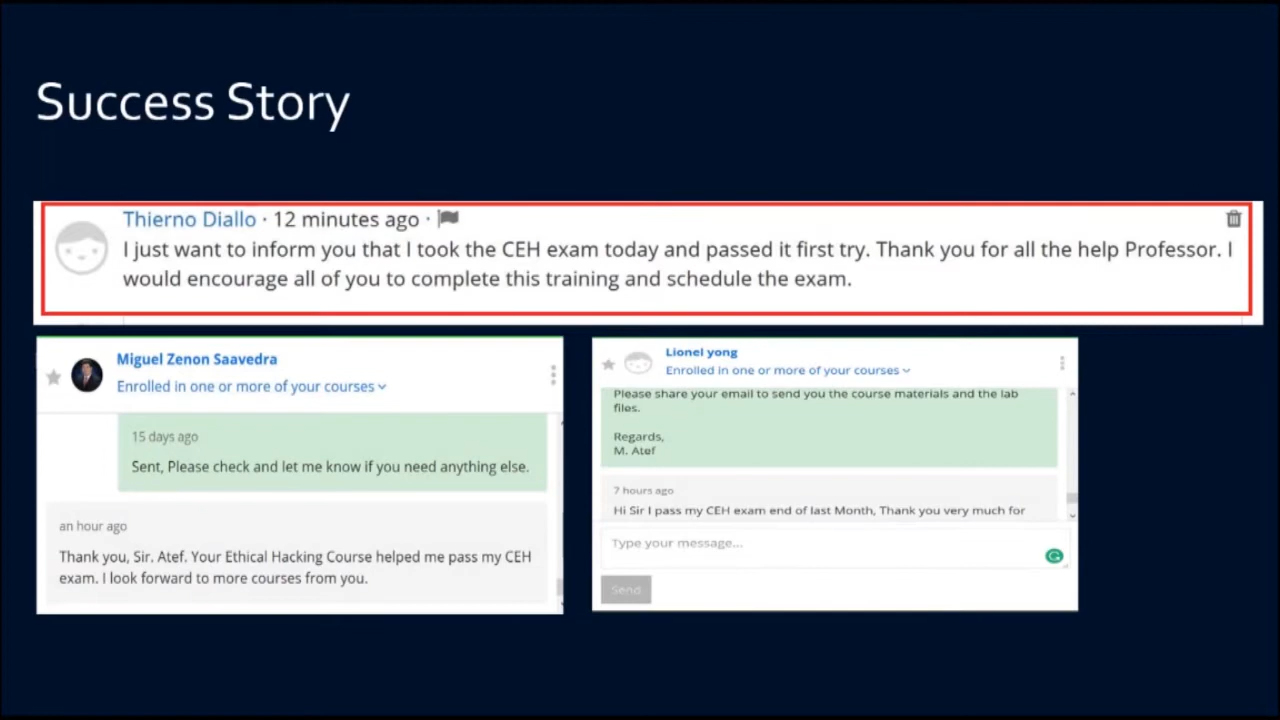 Success Story
Thierno Diallo · 12 minutes ago ·
I just want to inform you that I took the CEH exam today and passed it first try. Thank you for all the help Professor. I
would encourage all of you to complete this training and schedule the exam.
Miguel Zenon Saavedra
Enrolled in one or more of your courses
15 days ago
Sent, Please check and let me know if you need anything else.
an hour ago
Thank you, Sir. Atef. Your Ethical Hacking Course helped me pass my CEH
exam. I look forward to more courses from you.
Lionel yong
Enrolled in one or more of your courses
Please share your email to send you the course materials and the lab
files.
Regards,
M. Atef
7 hours ago
Hi Sir I pass my CEH exam end of last Month, Thank you very much for
Type your message...
Send